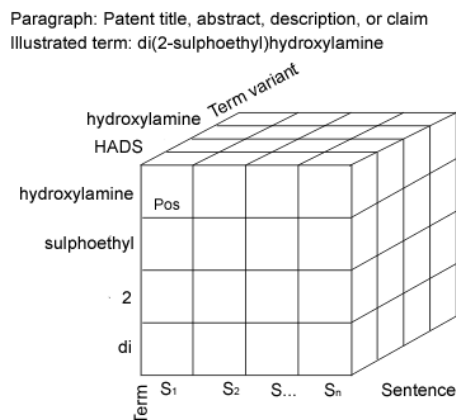 Paragraph: Patent title, abstract, description, or claim
Illustrated term: di(2-sulphoethyl)hydroxylamine
Term variant
hydroxylamine
HADS
hydroxylamine
Pos
sulphoethyl
2
di
Term
S1 S2 S... Sn Sentence